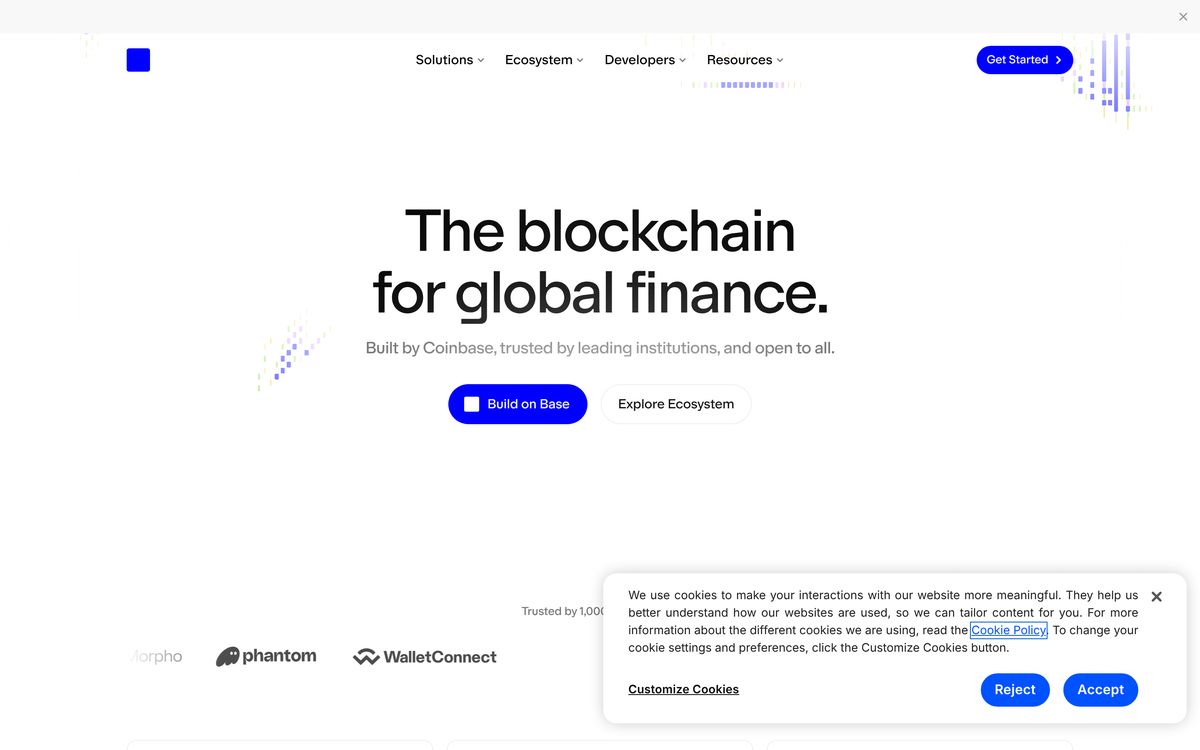 Solutions
Ecosystem
Developers
Resources
Get Started
The blockchain
for global finance.
Built by Coinbase, trusted by leading institutions, and open to all.
Build on Base
Explore Ecosystem
Trusted by
phantom
WalletConnect
We use cookies to make your interactions with our website more meaningful. They help us
better understand how our websites are used, so we can tailor content for you. For more
information about the different cookies we are using, read the Cookie Policy. To change your
cookie settings and preferences, click the Customize Cookies button.
Customize Cookies
Reject
Accept